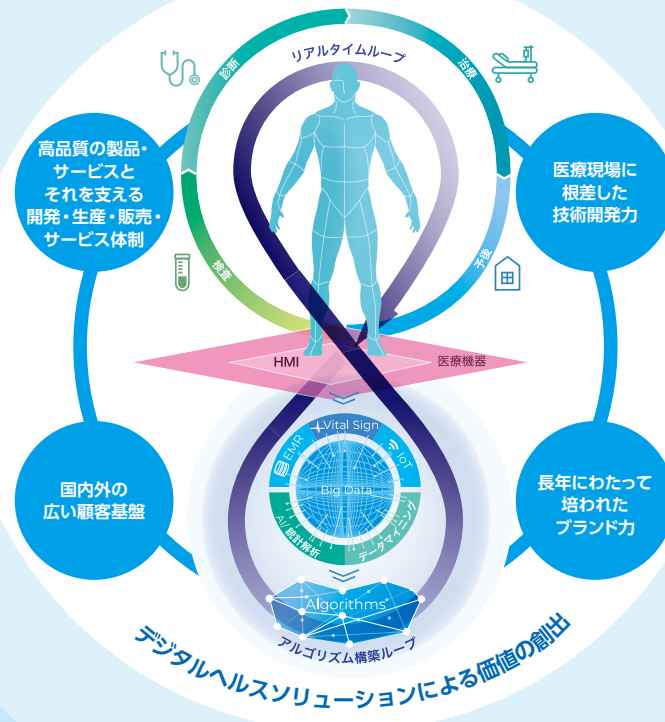 リアルタイムループ
診断
治療
検査
予後
高品質の製品・
サービスと
それを支える
開発・生産・販売・
サービス体制
医療現場に
根差した
技術開発力
HMI
医療機器
Vital Sign
EMR
IoT
Big Data
AI/統計解析
データマイニング
国内外の
広い顧客基盤
長年にわたって
培われた
ブランド力
Algorithms
アルゴリズム構築ループ
デジタルヘルスソリューションによる価値の創出